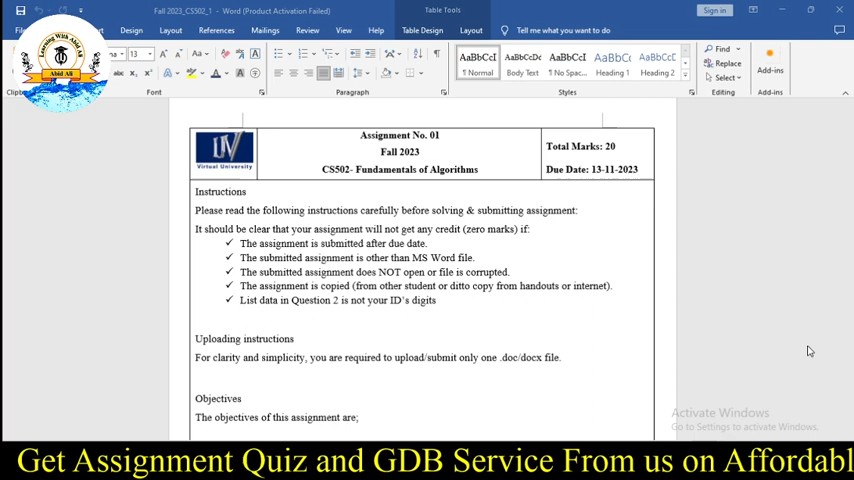 Fall 2023_CS502_1 - Word (Product Activation Failed)
Table Tools
Sign in
Design
Layout
References
Mailings
Review
View
Help
Table Design
Layout
Tell me what you want to do
Learning With Abid Ali
Abid Ali
13
Aa
AaBbCcI
AaBbCcDc
AaBbCcI
AaBbCc
AaBbCcD
¶ Normal
Body Text
¶ No Spac...
Heading 1
Heading 2
Find
Replace
Select
Add-ins
Font
Paragraph
Styles
Editing
Add-ins
Virtual University
Assignment No. 01
Fall 2023
CS502- Fundamentals of Algorithms
Total Marks: 20
Due Date: 13-11-2023
Instructions
Please read the following instructions carefully before solving & submitting assignment:
It should be clear that your assignment will not get any credit (zero marks) if:
✓ The assignment is submitted after due date.
✓ The submitted assignment is other than MS Word file.
✓ The submitted assignment does NOT open or file is corrupted.
✓ The assignment is copied (from other student or ditto copy from handouts or internet).
✓ List data in Question 2 is not your ID's digits
Uploading instructions
For clarity and simplicity, you are required to upload/submit only one .doc/docx file.
Objectives
The objectives of this assignment are;
Activate Windows
Go to Settings to activate Windows.
Get Assignment Quiz and GDB Service From us on Affordabl